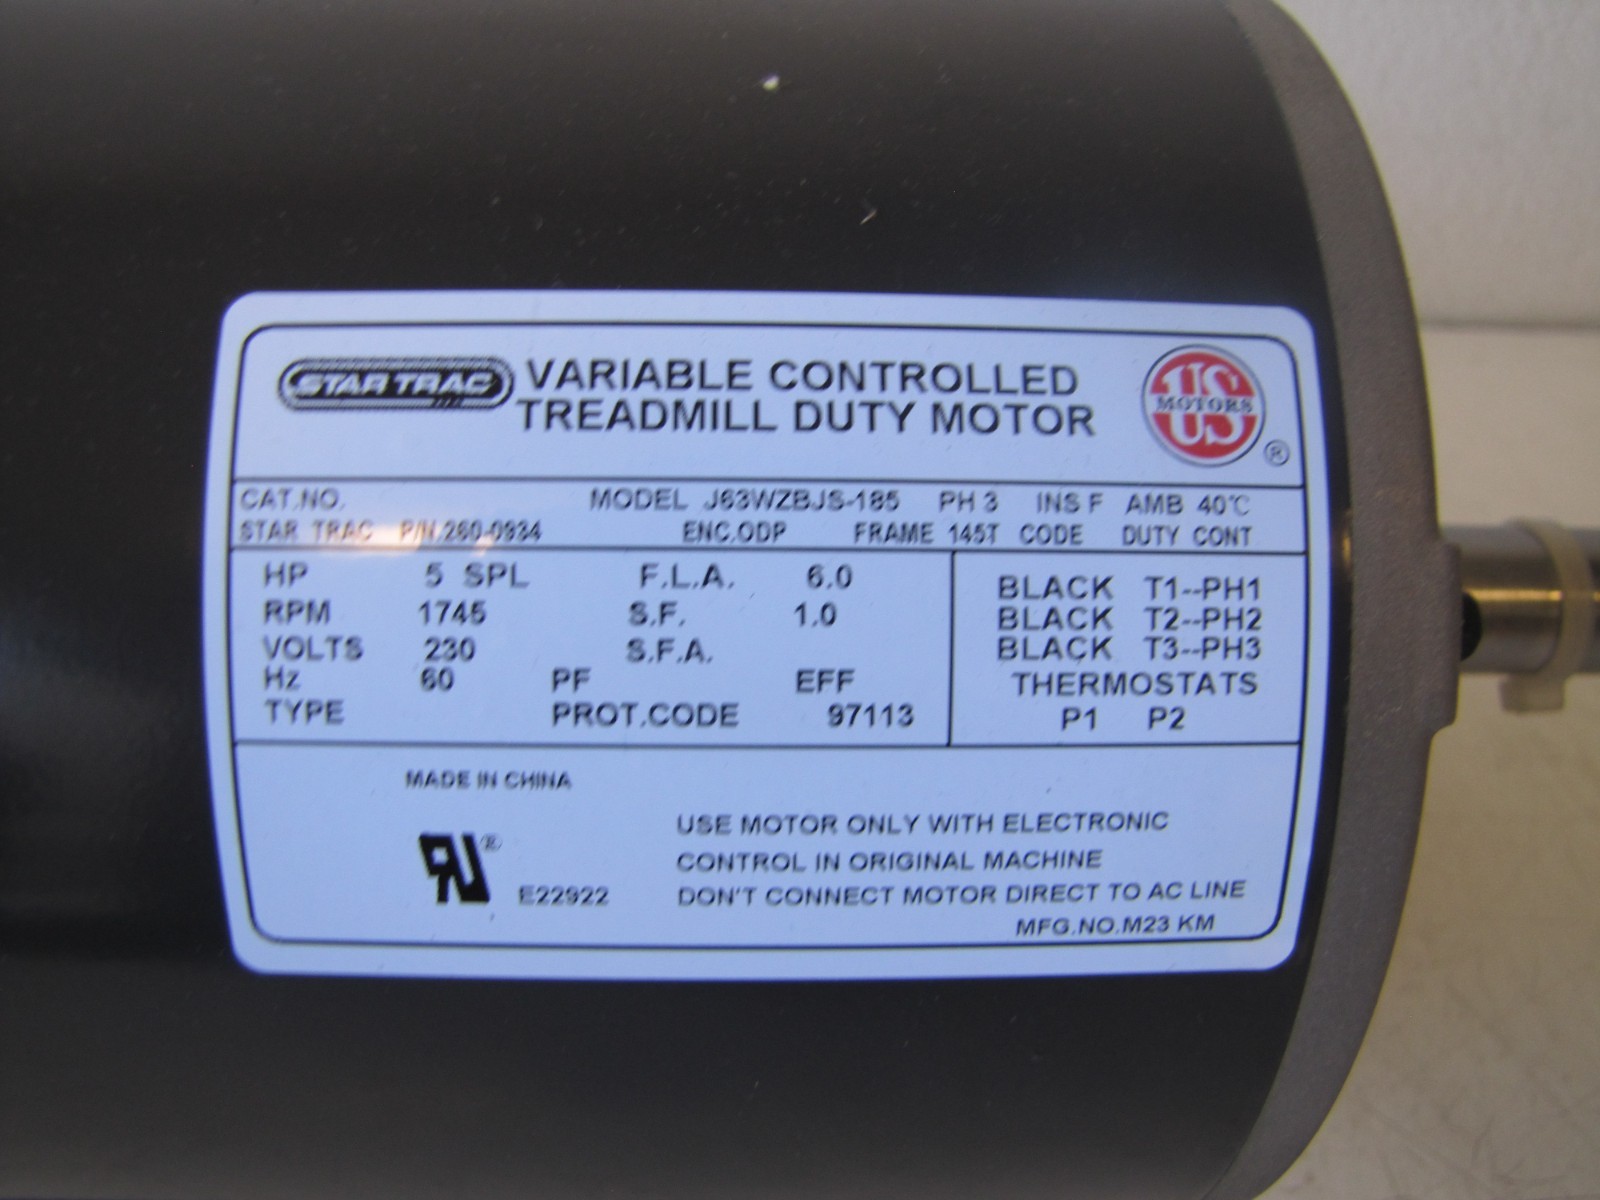 STAR TRAC VARIABLE CONTROLLED
TREADMILL DUTY MOTOR
US
MOTORS
®
CAT.NO. MODEL J63WZBJS-185 PH 3 INS F AMB 40°C
STAR TRAC P/N 260-0934 ENC.ODP FRAME 145T CODE DUTY CONT
HP 5 SPL F.L.A. 6.0
RPM 1745 S.F. 1.0
VOLTS 230 S.F.A.
Hz 60 PF EFF
TYPE PROT.CODE 97113
BLACK T1--PH1
BLACK T2--PH2
BLACK T3--PH3
THERMOSTATS
P1 P2
MADE IN CHINA
RU® E22922
USE MOTOR ONLY WITH ELECTRONIC
CONTROL IN ORIGINAL MACHINE
DON'T CONNECT MOTOR DIRECT TO AC LINE
MFG.NO.M23 KM